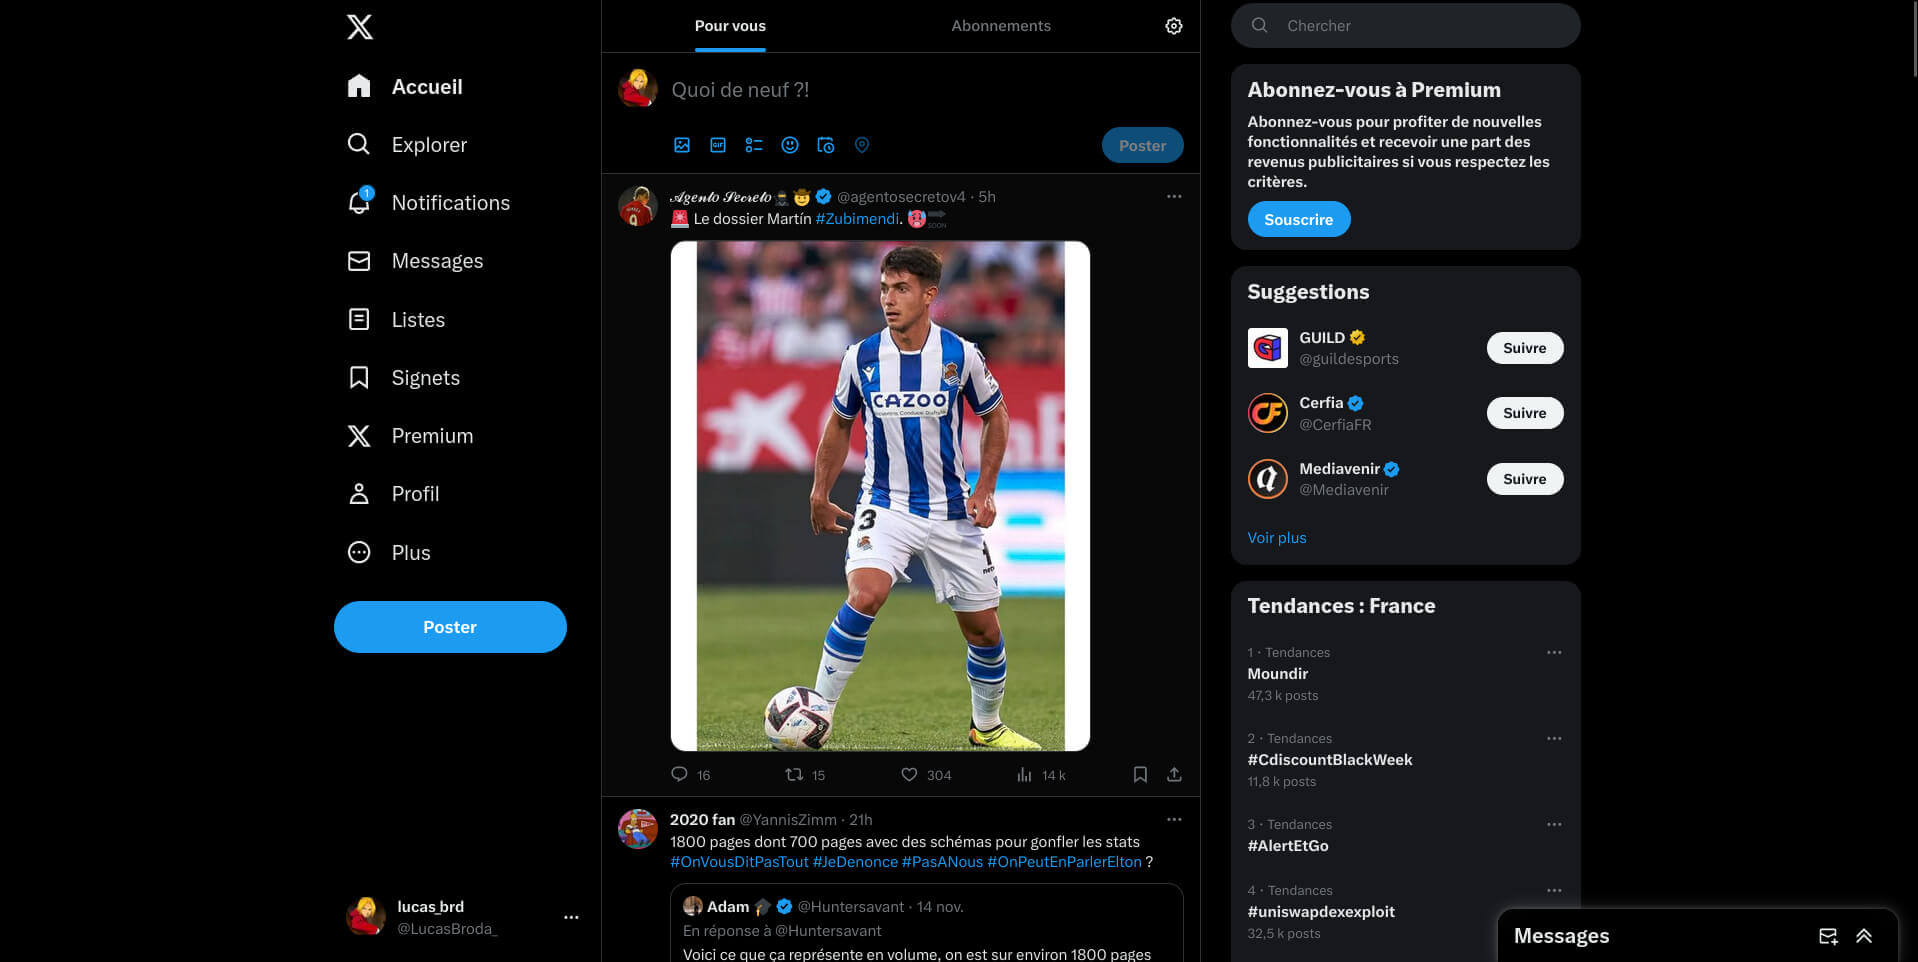 Accueil
Explorer
1
Notifications
Messages
Listes
Signets
Premium
Profil
Plus
Poster
lucas_brd
@LucasBroda_
Pour vous
Abonnements
Quoi de neuf ?!
GIF
Poster
𝒜𝑔𝑒𝓃𝓉𝑜 𝒮𝑒𝒸𝓇𝑒𝓉𝑜 @agentosecretov4 · 5h
Le dossier Martín #Zubimendi. SOON
CAZOO
3
16
15
304
14 k
2020 fan @YannisZimm · 21h
1800 pages dont 700 pages avec des schémas pour gonfler les stats
#OnVousDitPasTout #JeDenonce #PasANous #OnPeutEnParlerElton ?
Adam @Huntersavant · 14 nov.
En réponse à @Huntersavant
Voici ce que ça représente en volume, on est sur environ 1800 pages
Chercher
Abonnez-vous à Premium
Abonnez-vous pour profiter de nouvelles
fonctionnalités et recevoir une part des
revenus publicitaires si vous respectez les
critères.
Souscrire
Suggestions
GUILD
@guildesports
Suivre
Cerfia
@CerfiaFR
Suivre
Mediavenir
@Mediavenir
Suivre
Voir plus
Tendances : France
1 · Tendances
Moundir
47,3 k posts
2 · Tendances
#CdiscountBlackWeek
11,8 k posts
3 · Tendances
#AlertEtGo
4 · Tendances
#uniswapdexexploit
32,5 k posts
Messages